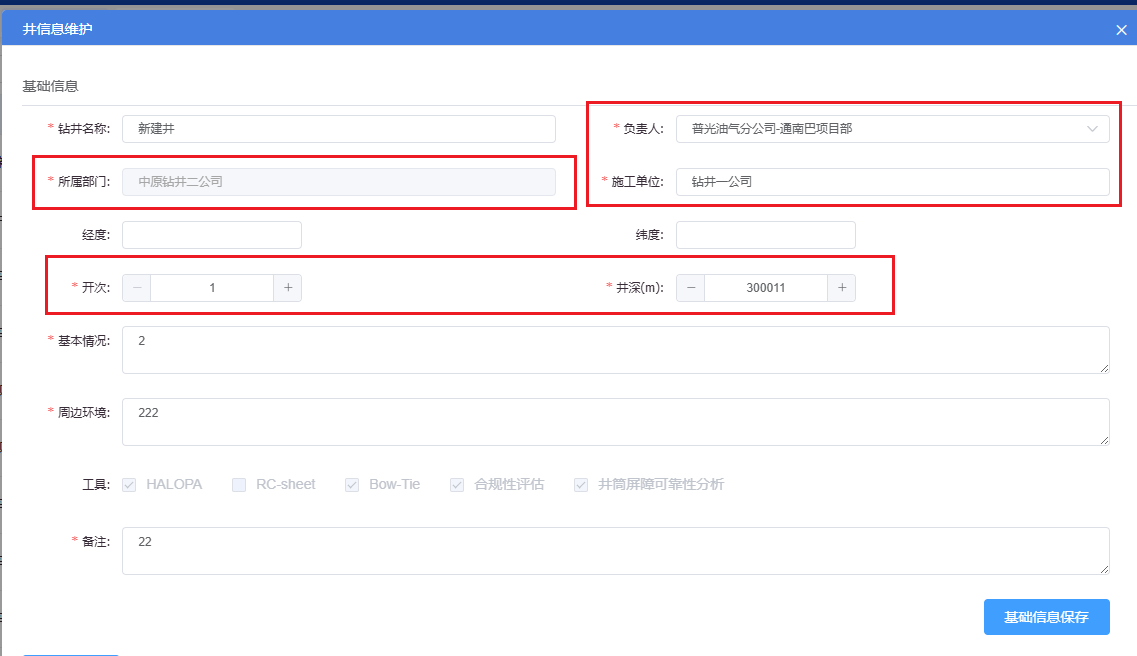 井信息维护
基础信息
* 钻井名称: 新建井
* 负责人: 普光油气分公司-通南巴项目部
* 所属部门: 中原钻井二公司
* 施工单位: 钻井一公司
经度:
纬度:
* 开次: − 1 +
* 井深(m): − 300011 +
* 基本情况: 2
* 周边环境: 222
工具: HALOPA RC-sheet Bow-Tie 合规性评估 井筒屏障可靠性分析
* 备注: 22
基础信息保存